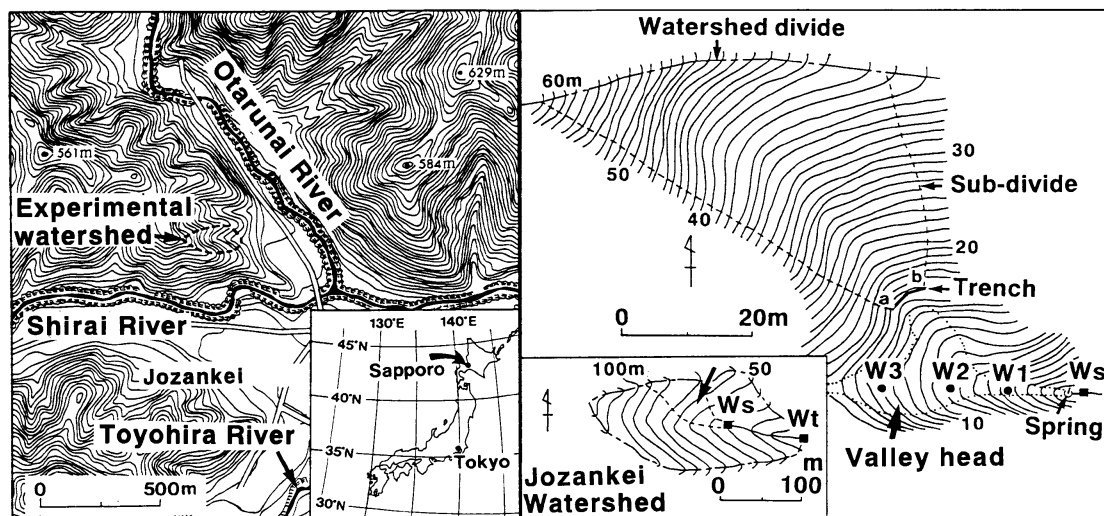 629m
Otarunai River
561m
584m
Experimental
watershed
Shirai River
Jozankei
Toyohira River
0 500m
130°E 140°E
45°N
Sapporo
40°N
35°N
Tokyo
30°N
Watershed divide
60m
50
40
30
Sub-divide
20
b
a
Trench
0 20m
W3 W2 W1 Ws
10
Spring
Valley head
100m 50
Ws
Wt
m
Jozankei
Watershed
0 100